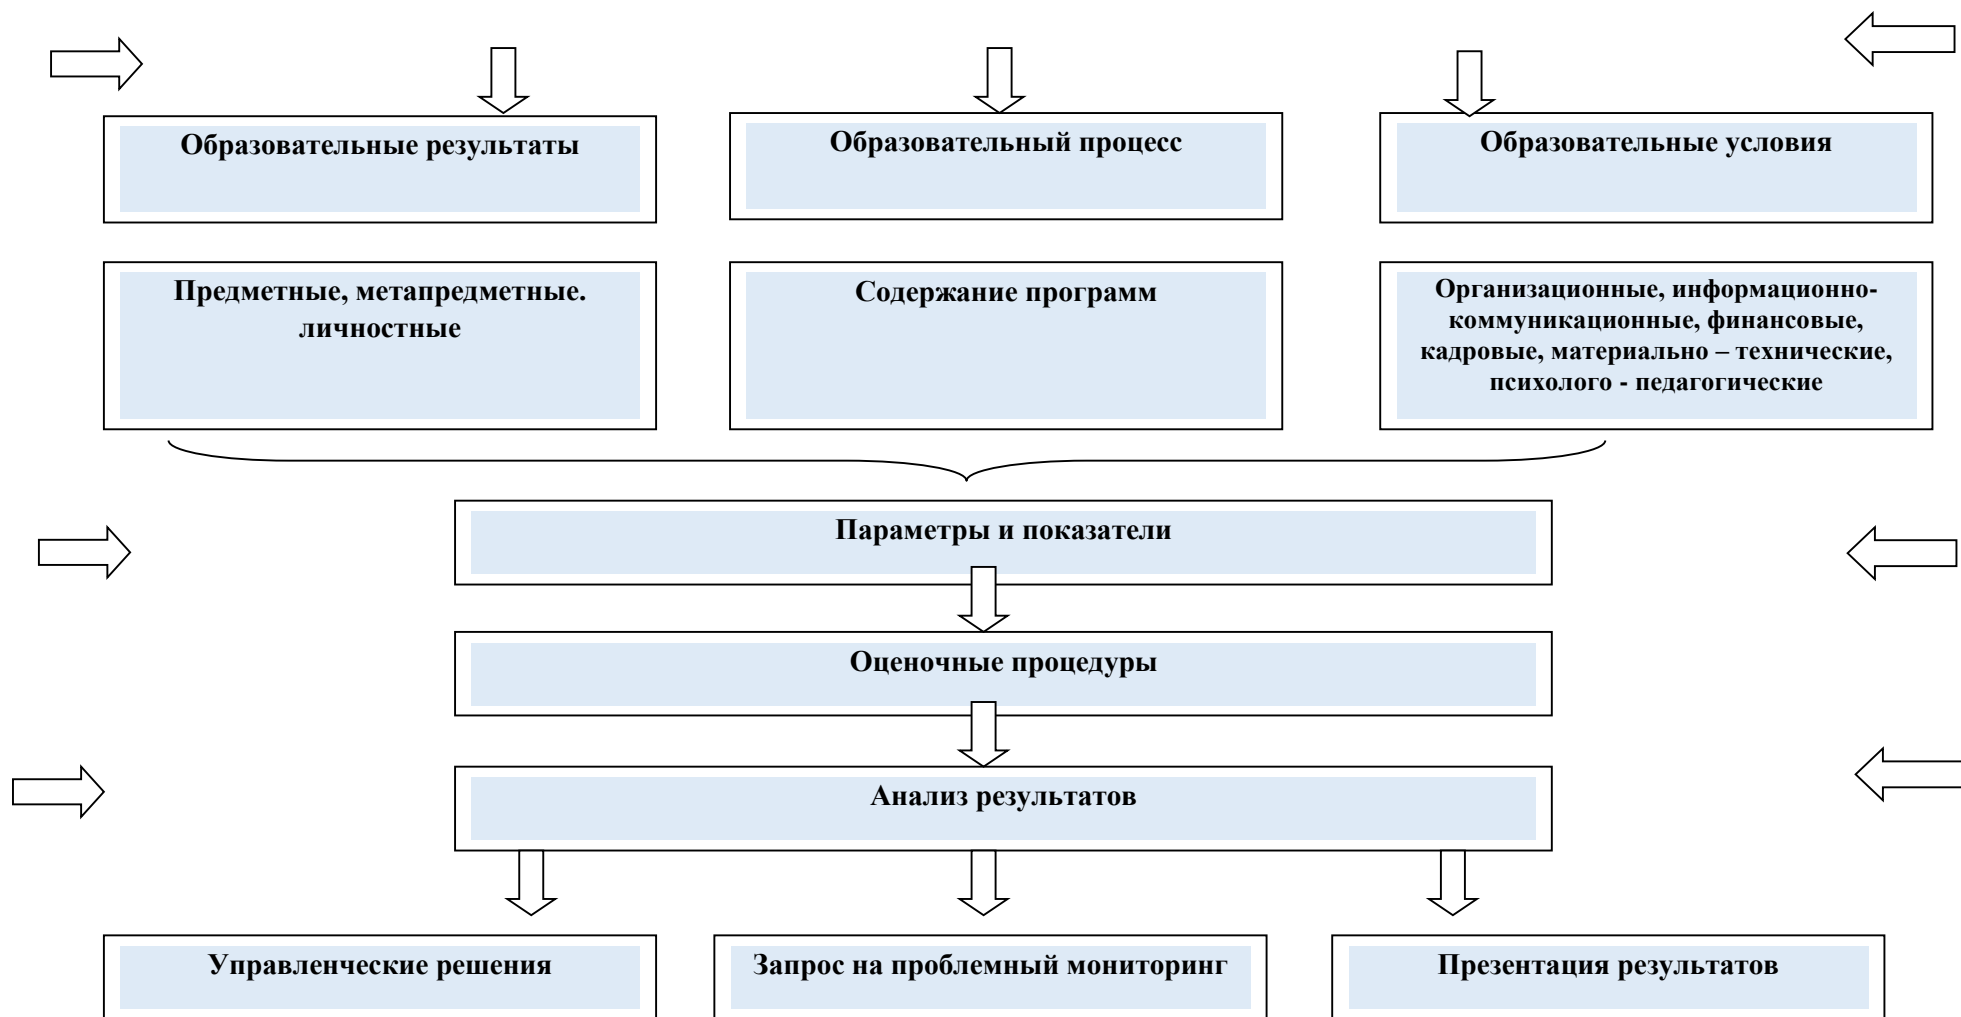 Образовательные результаты
Образовательный процесс
Образовательные условия
Предметные, метапредметные.
личностные
Содержание программ
Организационные, информационно-
коммуникационные, финансовые,
кадровые, материально – технические,
психолого - педагогические
Параметры и показатели
Оценочные процедуры
Анализ результатов
Управленческие решения
Запрос на проблемный мониторинг
Презентация результатов